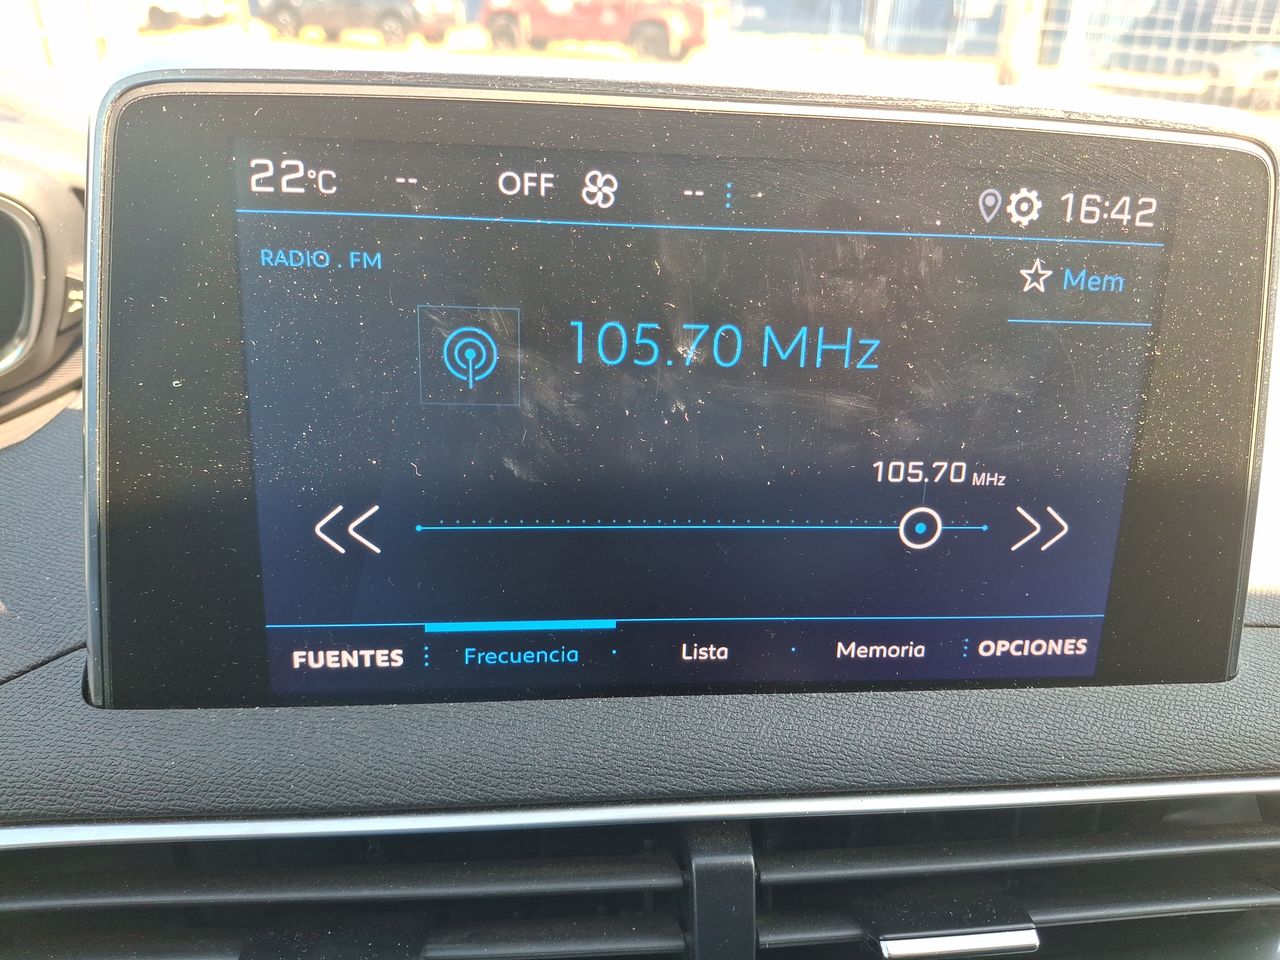 22°C -- OFF -- - 16:42
RADIO . FM
Mem
105.70 MHz
105.70 MHz
FUENTES Frecuencia Lista Memoria OPCIONES